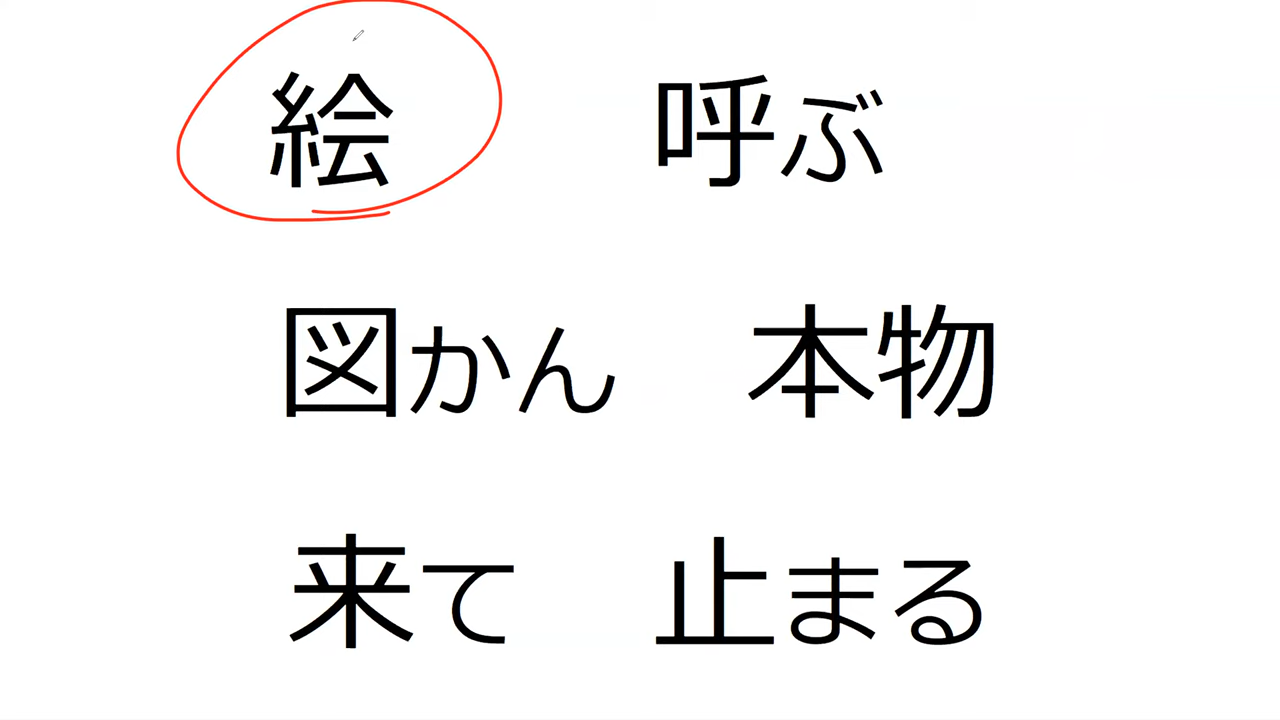 絵 呼ぶ
図かん 本物
来て 止まる